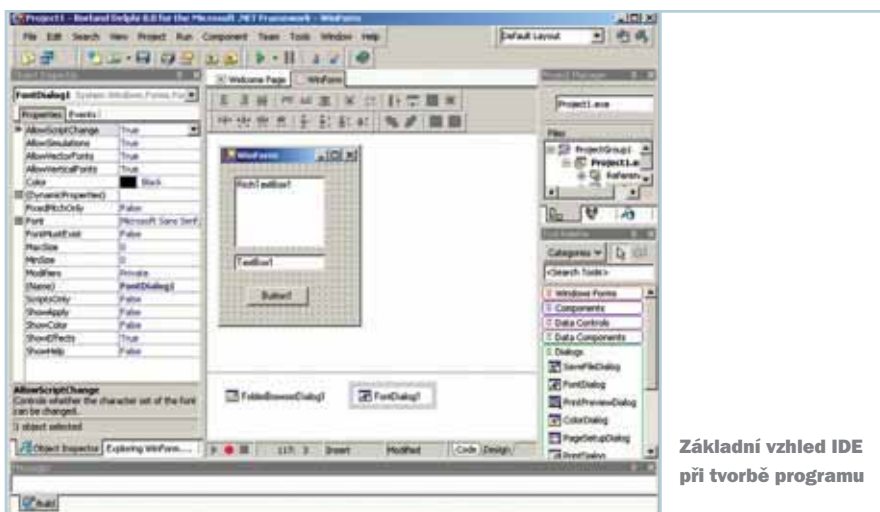 Project1 - Borland Delphi 8.0 for the Microsoft .NET Framework - WinForm
File Edit Search View Project Run Component Team Tools Window Help
Default Layout
Object Inspector
Welcome Page
WinForm
Project Manager
FontDialog1
Properties Events
Project1.exe
AllowScriptChange True
AllowSimulations True
AllowVectorFonts True
AllowVerticalFonts True
Color Black
(DynamicProperties)
FixedPitchOnly False
Font Microsoft Sans Serif,
FontMustExist False
MaxSize 0
MinSize 0
Modifiers Private
(Name) FontDialog1
ScriptsOnly False
ShowApply False
ShowColor False
ShowEffects True
ShowHelp False
AllowScriptChange
Controls whether the character set of the font
can be changed.
1 object selected
Object Inspector
WinForm
RichTextBox1
TextBox1
Button1
FolderBrowserDialog1
FontDialog1
117: 3
Insert
Modified
Code
Design
Files
ProjectGroup1
Project1.e
Referen
Categories
<Search Tools>
Windows Forms
Components
Data Controls
Data Components
Dialogs
SaveFileDialog
FontDialog
PrintPreviewDialog
ColorDialog
PageSetupDialog
PrintDialog
Messages
Build
Základní vzhled IDE
při tvorbě programu